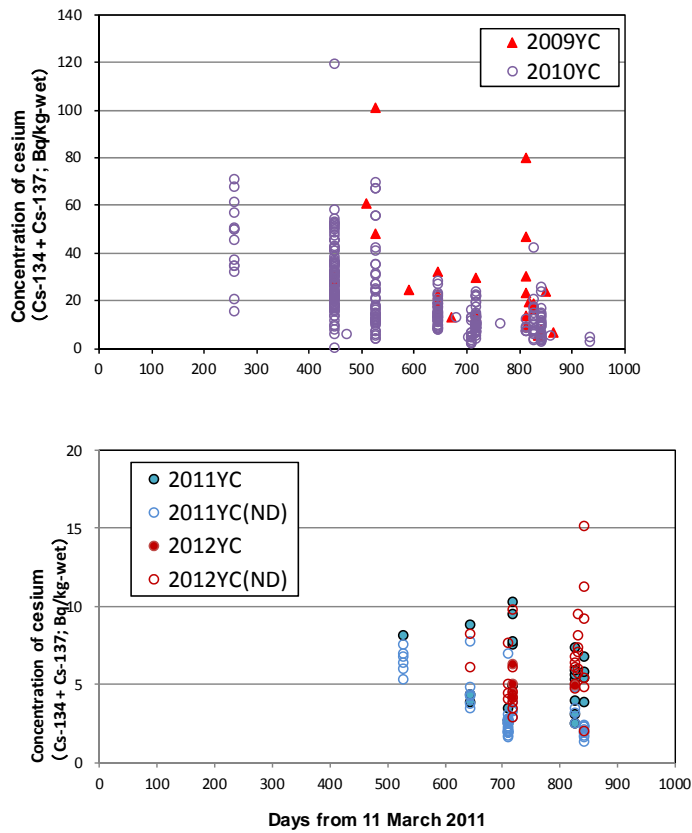 140
120
100
80
60
40
20
0
Concentration of cesium
(Cs-134 + Cs-137; Bq/kg-wet)
2009YC
2010YC
0 100 200 300 400 500 600 700 800 900 1000
20
15
10
5
0
Concentration of cesium
(Cs-134 + Cs-137; Bq/kg-wet)
2011YC
2011YC(ND)
2012YC
2012YC(ND)
0 100 200 300 400 500 600 700 800 900 1000
Days from 11 March 2011